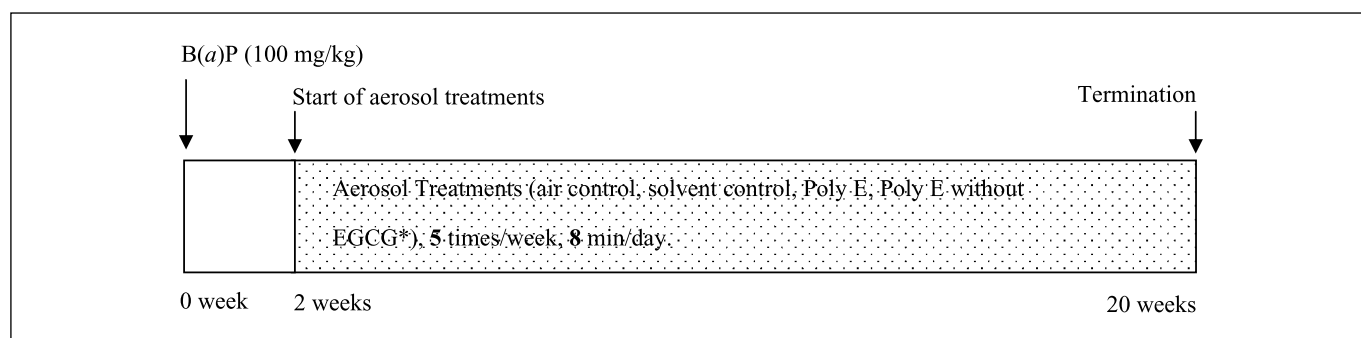 B(a)P (100 mg/kg)
Start of aerosol treatments
Termination
Aerosol Treatments (air control, solvent control, Poly E, Poly E without
EGCG*), 5 times/week, 8 min/day.
0 week
2 weeks
20 weeks